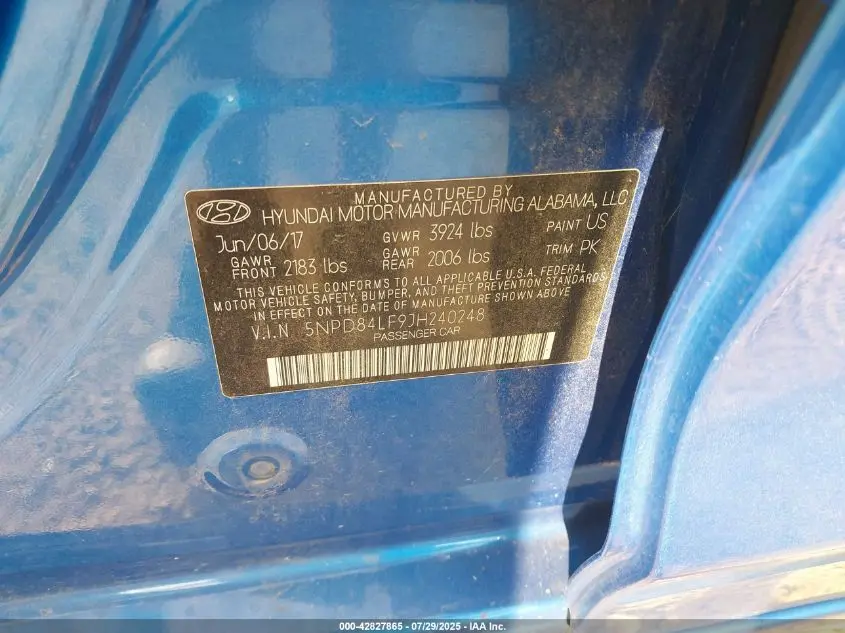 MANUFACTURED BY
HYUNDAI MOTOR MANUFACTURING ALABAMA, LLC
Jun/06/17 GVWR 3924 lbs PAINT US
GAWR FRONT 2183 lbs GAWR REAR 2006 lbs TRIM PK
THIS VEHICLE CONFORMS TO ALL APPLICABLE U.S.A. FEDERAL
MOTOR VEHICLE SAFETY, BUMPER, AND THEFT PREVENTION STANDARDS
IN EFFECT ON THE DATE OF MANUFACTURE SHOWN ABOVE
V.I.N 5NPD84LF9JH240248
PASSENGER CAR
000-42827865 - 07/29/2025 - IAA Inc.